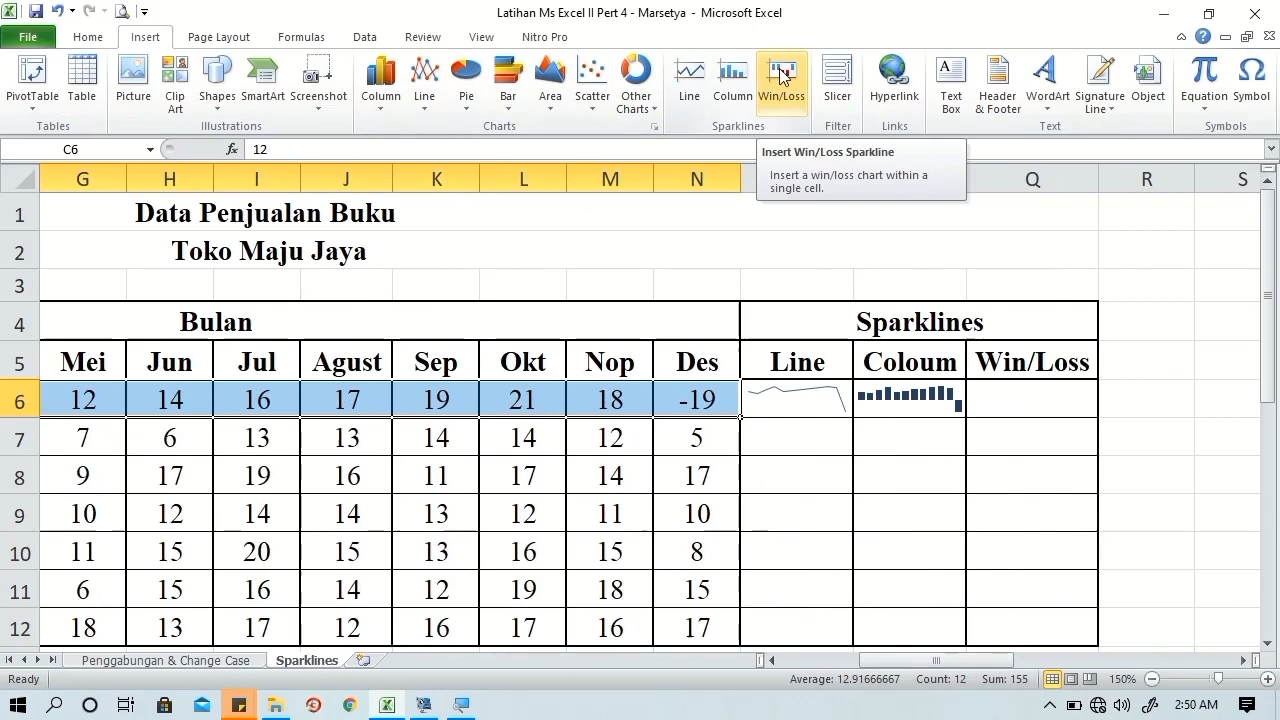 Latihan Ms Excel II Pert 4 - Marsetya - Microsoft Excel
File Home Insert Page Layout Formulas Data Review View Nitro Pro
PivotTable Table Picture Clip Art Shapes SmartArt Screenshot Column Line Pie Bar Area Scatter Other Charts Line Column Win/Loss Slicer Hyperlink Text Box Header & Footer WordArt Signature Line Object Equation Symbol
Tables Illustrations Charts Sparklines Filter Links Text Symbols
C6 fx 12
Insert Win/Loss Sparkline
Insert a win/loss chart within a
single cell.
G H I J K L M N Q R S
1 Data Penjualan Buku
2 Toko Maju Jaya
3
4 Bulan Sparklines
5 Mei Jun Jul Agust Sep Okt Nop Des Line Coloum Win/Loss
6 12 14 16 17 19 21 18 -19
7 7 6 13 13 14 14 12 5
8 9 17 19 16 11 17 14 17
9 10 12 14 14 13 12 11 10
10 11 15 20 15 13 16 15 8
11 6 15 16 14 12 19 18 15
12 18 13 17 12 16 17 16 17
Penggabungan & Change Case Sparklines
Ready Average: 12.91666667 Count: 12 Sum: 155 150%
2:50 AM